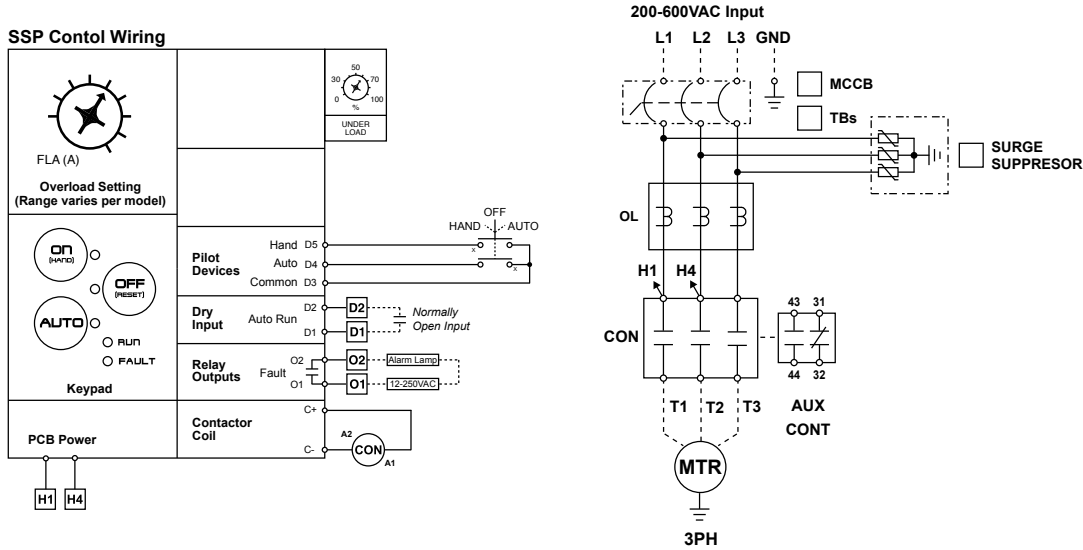 SSP Contol Wiring
FLA (A)
Overload Setting
(Range varies per model)
50
30
70
0
100
%
UNDER
LOAD
ON
(HAND)
OFF
(RESET)
AUTO
RUN
FAULT
Keypad
Pilot
Devices
Hand D5
Auto D4
Common D3
OFF
HAND AUTO
x
x
Dry
Input
Auto Run
D2
D1
D2
D1
Normally
Open Input
Relay
Outputs
Fault
O2
O1
O2
O1
Alarm Lamp
12-250VAC
Contactor
Coil
C+
C-
A2
CON
A1
PCB Power
H1
H4
200-600VAC Input
L1 L2 L3 GND
MCCB
TBs
SURGE
SUPPRESOR
OL
H1
H4
CON
43 31
44 32
AUX
CONT
T1 T2 T3
MTR
3PH